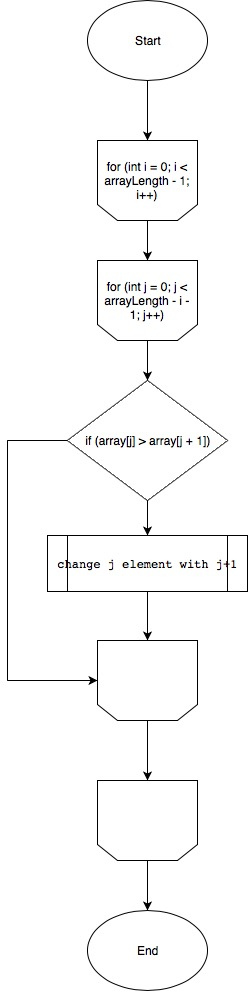 Start
for (int i = 0; i <
arrayLength - 1;
i++)
for (int j = 0; j <
arrayLength - i -
1; j++)
if (array[j] > array[j + 1])
change j element with j+1
End